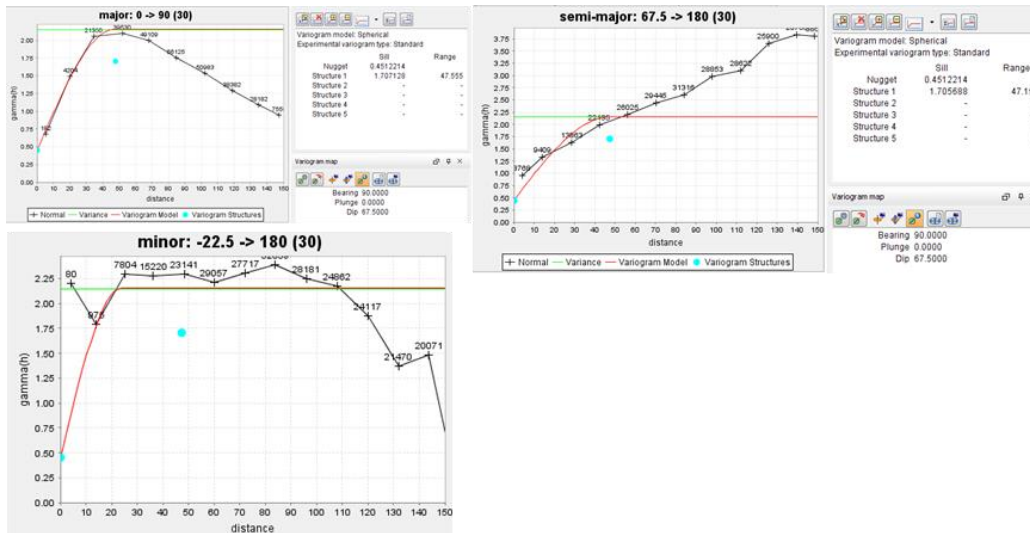 major: 0 -> 90 (30)
gamma(h)
2.00
1.75
1.50
1.25
1.00
0.75
0.50
0.25
0.00
4204
49109
0 10 20 30 40 50 60 70 80 90 100 110 120 130 140 150
distance
Normal Variance Variogram Model Variogram Structures
Variogram model: Spherical
Experimental variogram type: Standard
Sill Range
Nugget 0.4512214
Structure 1 1.707128 47.555
Structure 2 - -
Structure 3 - -
Structure 4 - -
Structure 5 - -
Variogram map
Bearing 90.0000
Plunge 0.0000
Dip 67.5000
semi-major: 67.5 -> 180 (30)
gamma(h)
3.75
3.50
3.25
3.00
2.75
2.50
2.25
2.00
1.75
1.50
1.25
1.00
0.75
0.50
0.25
0.00
9409
26025
29446
31316
28853
28622
25900
0 10 20 30 40 50 60 70 80 90 100 110 120 130 140 150
distance
Normal Variance Variogram Model Variogram Structures
Variogram model: Spherical
Experimental variogram type: Standard
Sill Range
Nugget 0.4512214
Structure 1 1.705688
Structure 2 -
Structure 3 -
Structure 4 -
Structure 5 -
Variogram map
Bearing 90.0000
Plunge 0.0000
Dip 67.5000
minor: -22.5 -> 180 (30)
gamma(h)
2.25
2.00
1.75
1.50
1.25
1.00
0.75
0.50
0.25
0.00
80
975
7804
15220
23141
29057
27717
28181
24862
24117
21470
20071
0 10 20 30 40 50 60 70 80 90 100 110 120 130 140 150
distance